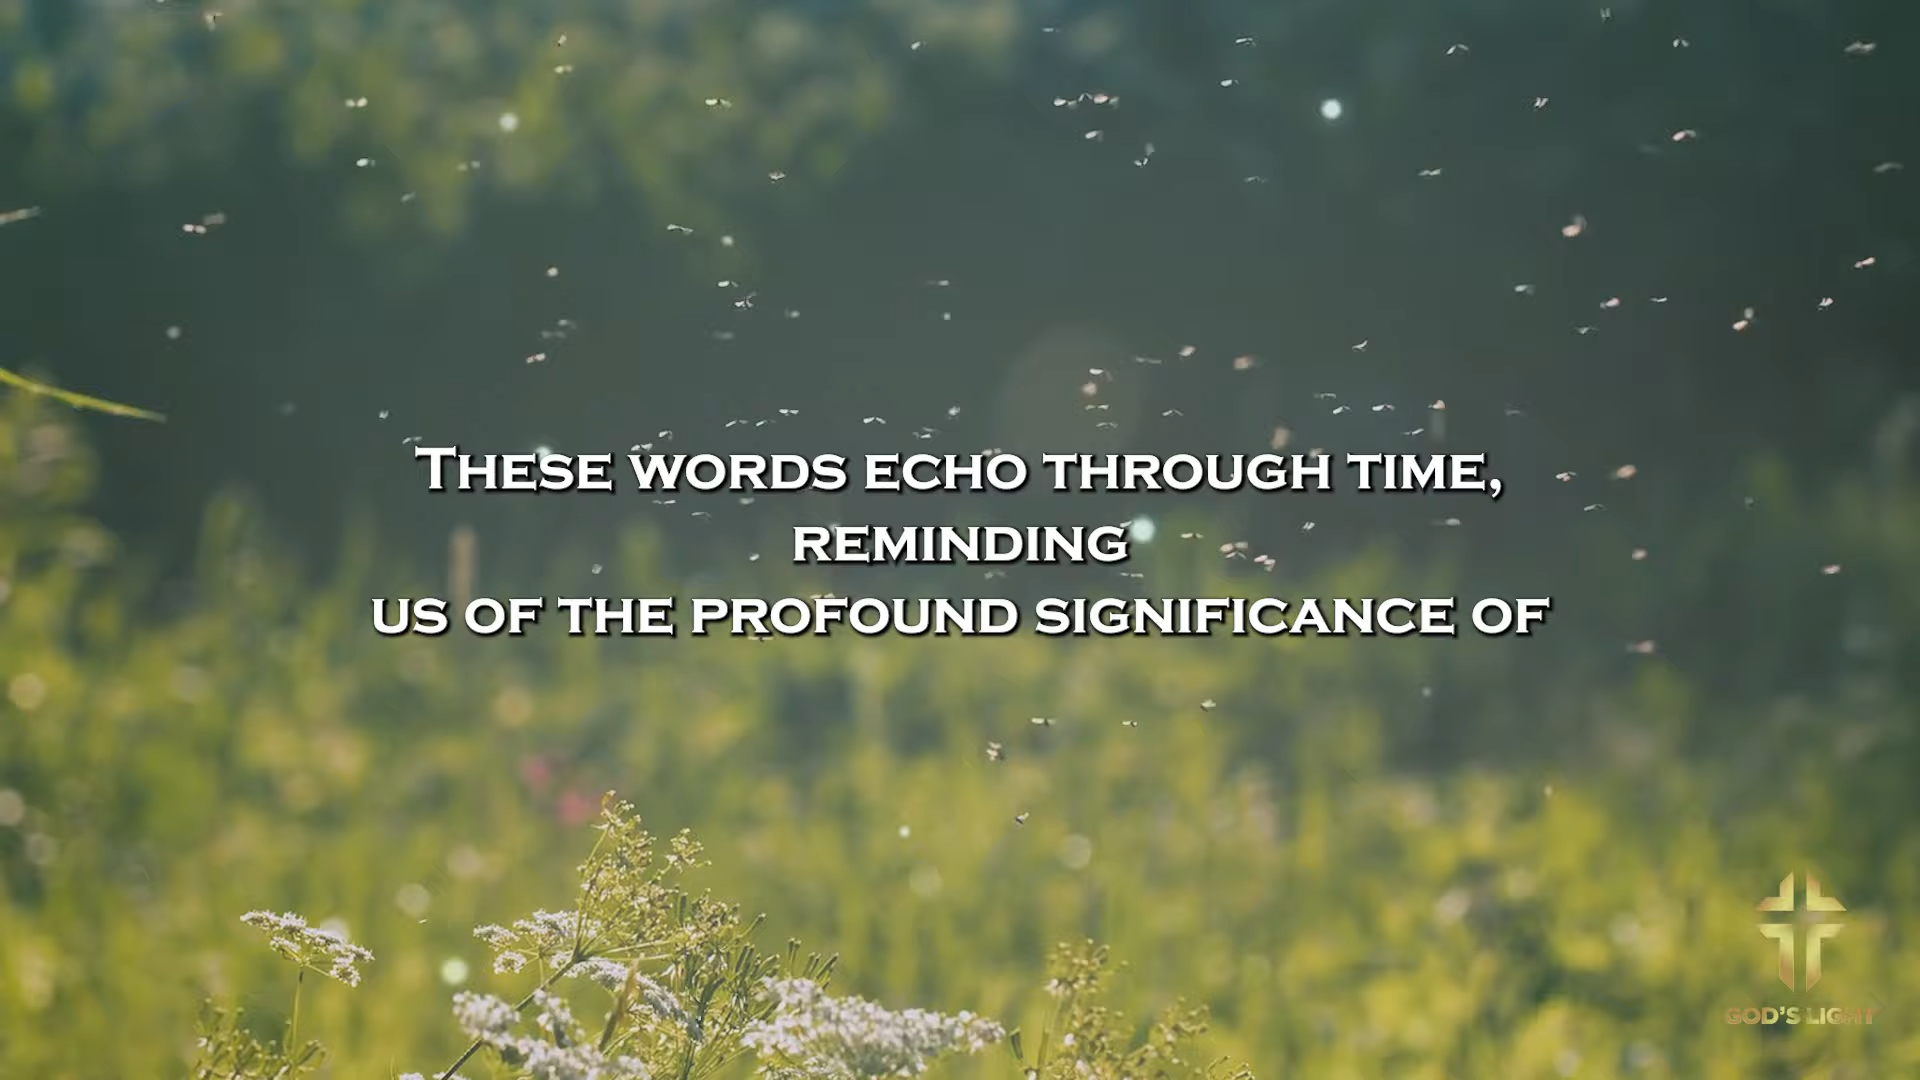 These words echo through time,
reminding
us of the profound significance of
GOD'S LIGHT